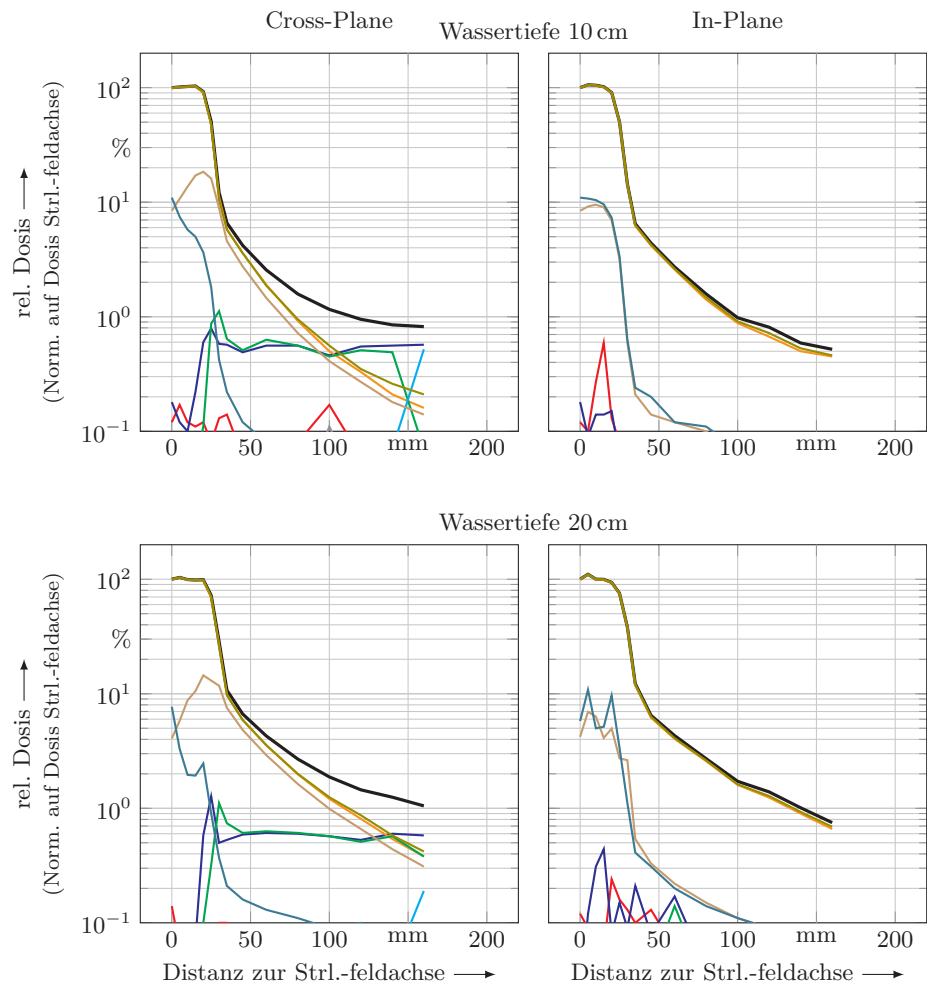 Cross-Plane
In-Plane
Wassertiefe 10 cm
rel. Dosis
(Norm. auf Dosis Strl.-feldachse)
10²
%
10¹
10⁰
10⁻¹
0 50 100 mm 200
0 50 100 mm 200
Wassertiefe 20 cm
rel. Dosis
(Norm. auf Dosis Strl.-feldachse)
10²
%
10¹
10⁰
10⁻¹
0 50 100 mm 200
0 50 100 mm 200
Distanz zur Strl.-feldachse
Distanz zur Strl.-feldachse